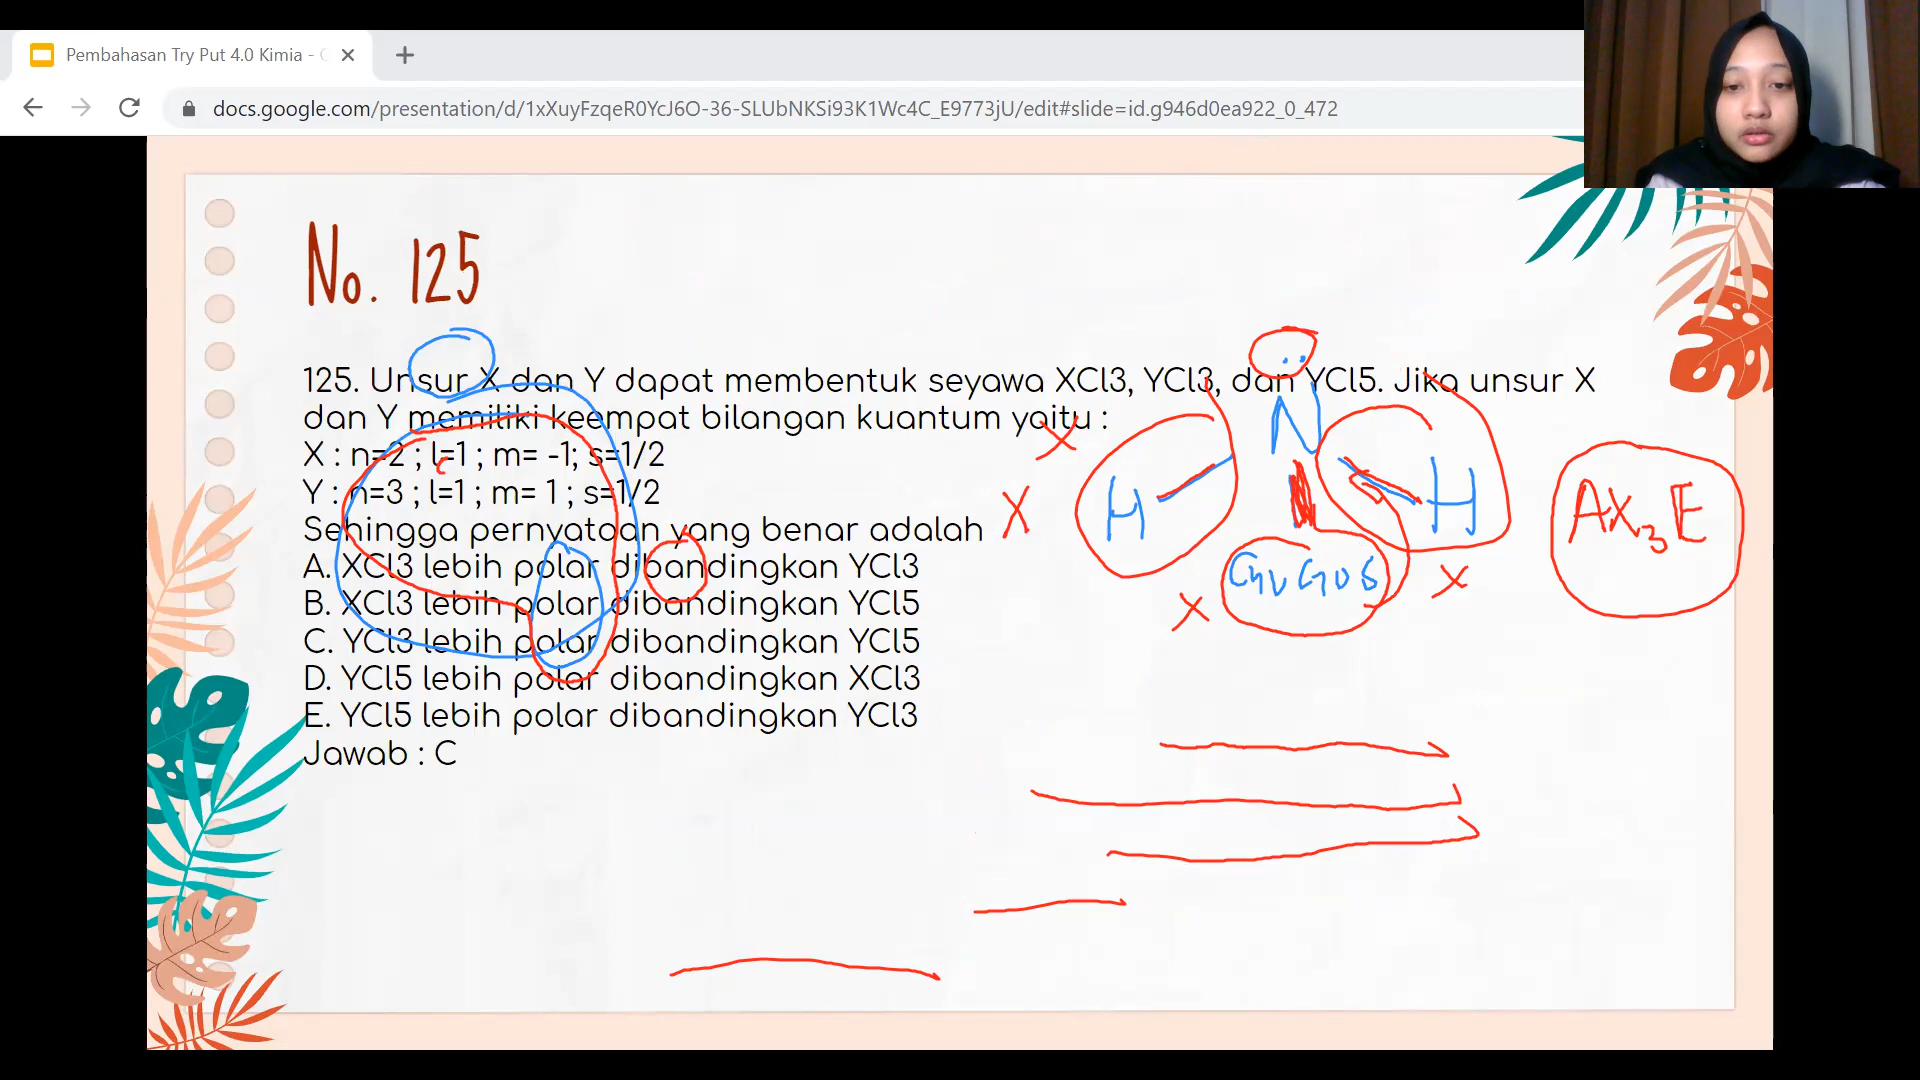 Pembahasan Try Put 4.0 Kimia -
docs.google.com/presentation/d/1xXuyFzqeR0YcJ6O-36-SLUbNKSi93K1Wc4C_E9773jU/edit#slide=id.g946d0ea922_0_472
No. 125
125. Unsur X dan Y dapat membentuk seyawa XCl3, YCl3, dan YCl5. Jika unsur X
dan Y memiliki keempat bilangan kuantum yaitu :
X : n=2 ; l=1 ; m= -1; s=1/2
Y : n=3 ; l=1 ; m= 1 ; s=1/2
Sehingga pernyataan yang benar adalah
A. XCl3 lebih polar dibandingkan YCl3
B. XCl3 lebih polar dibandingkan YCl5
C. YCl3 lebih polar dibandingkan YCl5
D. YCl5 lebih polar dibandingkan XCl3
E. YCl5 lebih polar dibandingkan YCl3
Jawab : C
N
H
H
X
X
X
X
AX3E